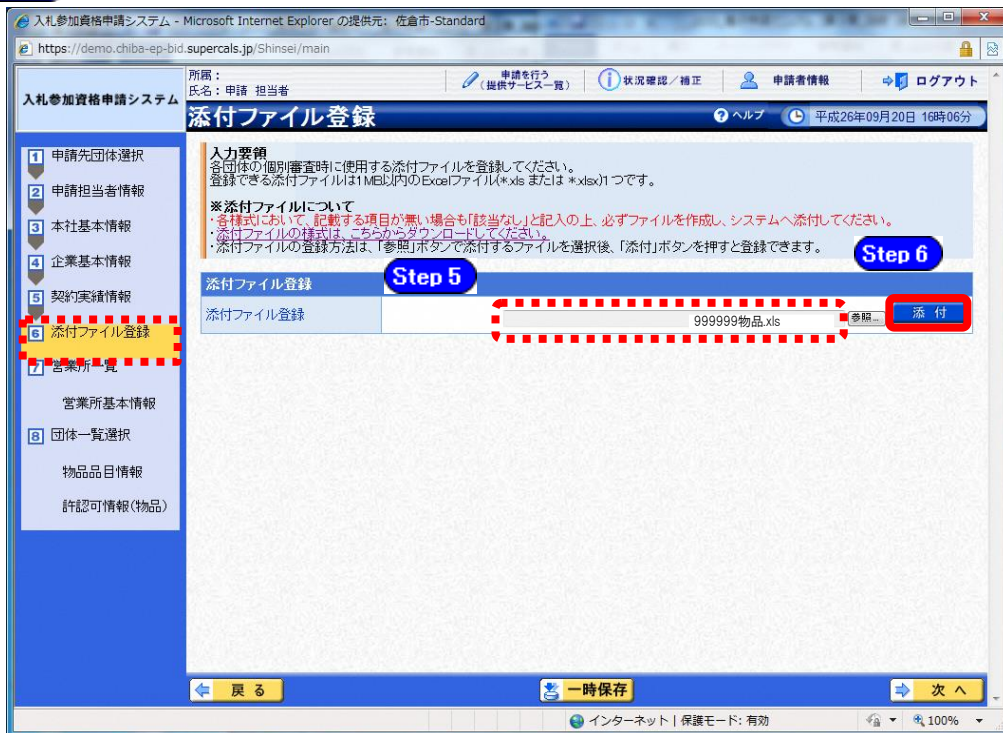 入札参加資格申請システム - Microsoft Internet Explorer の提供元: 佐倉市-Standard
https://demo.chiba-ep-bid.supercals.jp/Shinsei/main
入札参加資格申請システム
所属：
氏名：申請 担当者
申請を行う
（提供サービス一覧）
状況確認／補正
申請者情報
ログアウト
添付ファイル登録
ヘルプ
平成26年09月20日 16時06分
1 申請先団体選択
2 申請担当者情報
3 本社基本情報
4 企業基本情報
5 契約実績情報
6 添付ファイル登録
7 営業所一覧
営業所基本情報
8 団体一覧選択
物品品目情報
許認可情報(物品)
入力要領
各団体の個別審査時に使用する添付ファイルを登録してください。
登録できる添付ファイルは1MB以内のExcelファイル(*.xls または *.xlsx)1つです。
※添付ファイルについて
・各様式において、記載する項目が無い場合も「該当なし」と記入の上、必ずファイルを作成し、システムへ添付してください。
・添付ファイルの様式は、こちらからダウンロードしてください。
・添付ファイルの登録方法は、「参照」ボタンで添付するファイルを選択後、「添付」ボタンを押すと登録できます。
Step 6
添付ファイル登録
Step 5
添付ファイル登録
999999物品.xls
参照...
添 付
戻 る
一時保存
次 へ
インターネット | 保護モード: 有効
100%